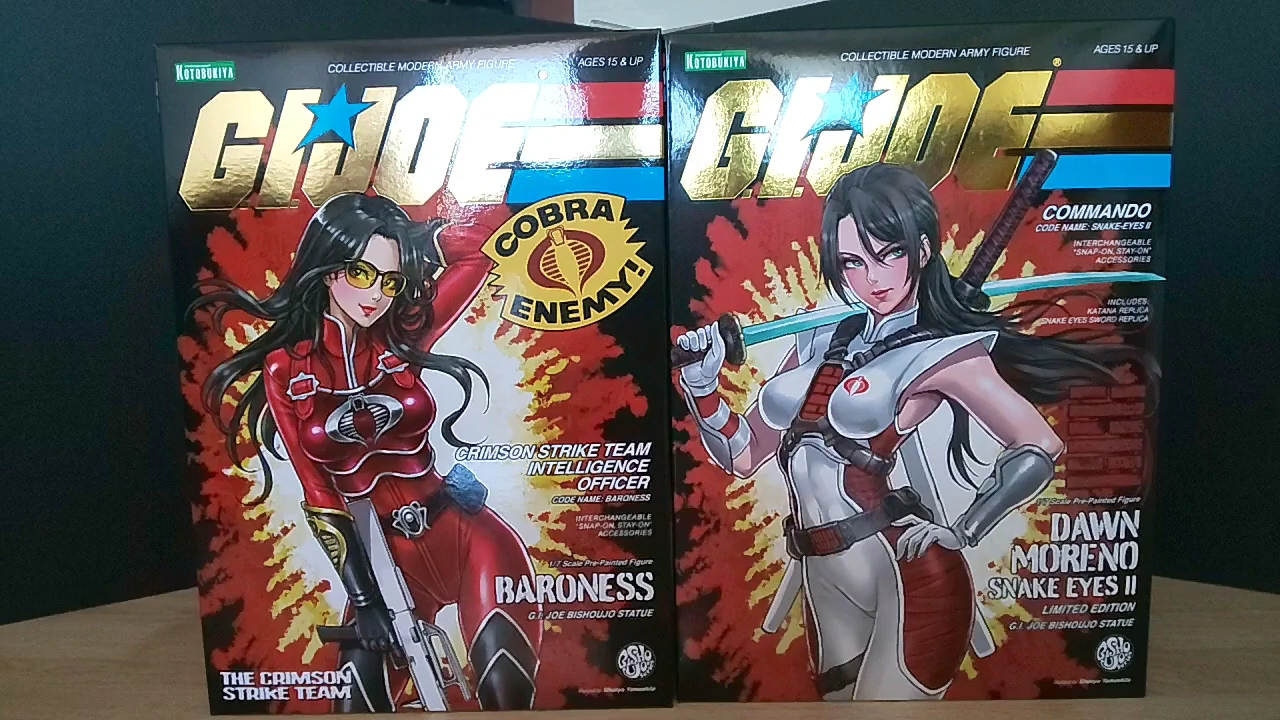 KOTOBUKIYA
COLLECTIBLE MODERN ARMY FIGURE
AGES 15 & UP
G.I. JOE
COBRA
ENEMY!
CRIMSON STRIKE TEAM
INTELLIGENCE
OFFICER
CODE NAME: BARONESS
INTERCHANGEABLE
"SNAP-ON, STAY-ON"
ACCESSORIES
1/7 Scale Pre-Painted Figure
BARONESS
G.I. JOE BISHOUJO STATUE
THE CRIMSON
STRIKE TEAM
KOTOBUKIYA
COLLECTIBLE MODERN ARMY FIGURE
AGES 15 & UP
G.I. JOE®
COMMANDO
CODE NAME: SNAKE-EYES II
INTERCHANGEABLE
"SNAP-ON, STAY-ON"
ACCESSORIES
INCLUDES:
KATANA REPLICA
SNAKE EYES SWORD REPLICA
1/7 Scale Pre-Painted Figure
DAWN
MORENO
SNAKE EYES II
LIMITED EDITION
G.I. JOE BISHOUJO STATUE